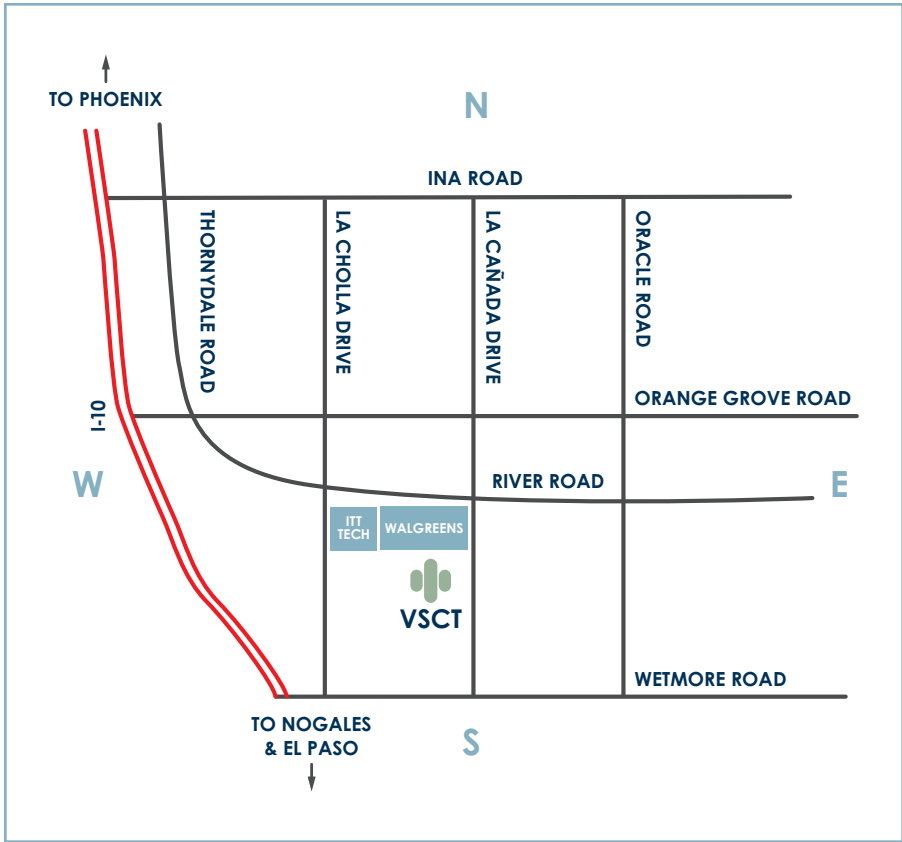 TO PHOENIX
N
INA ROAD
THORNYDALE ROAD
LA CHOLLA DRIVE
LA CAÑADA DRIVE
ORACLE ROAD
ORANGE GROVE ROAD
I-10
W
RIVER ROAD
E
ITT
TECH
WALGREENS
VSCT
WETMORE ROAD
TO NOGALES
& EL PASO
S